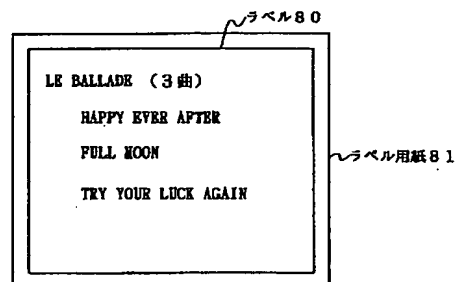 ラベル80
LE BALLADE （3曲）
HAPPY EVER AFTER
FULL MOON
ラベル用紙81
TRY YOUR LUCK AGAIN